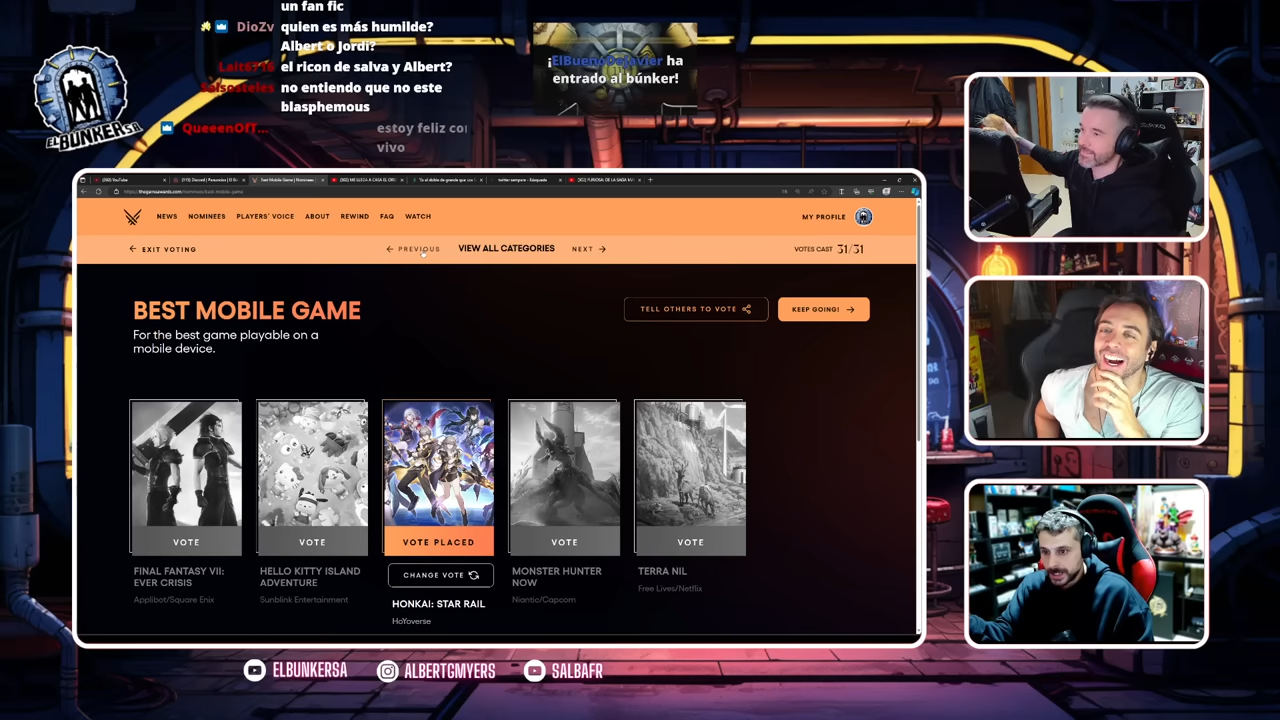 un fan fic
DioZv quien es más humilde?
Albert o Jordi?
el ricon de salva y Albert?
Salsosteles no entiendo que no este
blasphemous
QueeenOfT... estoy feliz
vivo
¡ElBuenoDeJavier ha
entrado al búnker!
ELBUNKERSA
NEWS NOMINEES PLAYERS' VOICE ABOUT REWIND FAQ WATCH MY PROFILE
EXIT VOTING PREVIOUS VIEW ALL CATEGORIES NEXT VOTES CAST 31/31
BEST MOBILE GAME
For the best game playable on a
mobile device.
TELL OTHERS TO VOTE KEEP GOING!
VOTE VOTE VOTE PLACED VOTE VOTE
FINAL FANTASY VII:
EVER CRISIS
Applibot/Square Enix
HELLO KITTY ISLAND
ADVENTURE
Sunblink Entertainment
CHANGE VOTE
HONKAI: STAR RAIL
HoYoverse
MONSTER HUNTER
NOW
Niantic/Capcom
TERRA NIL
Free Lives/Netflix
ELBUNKERSA ALBERTGMYERS SALBAFR